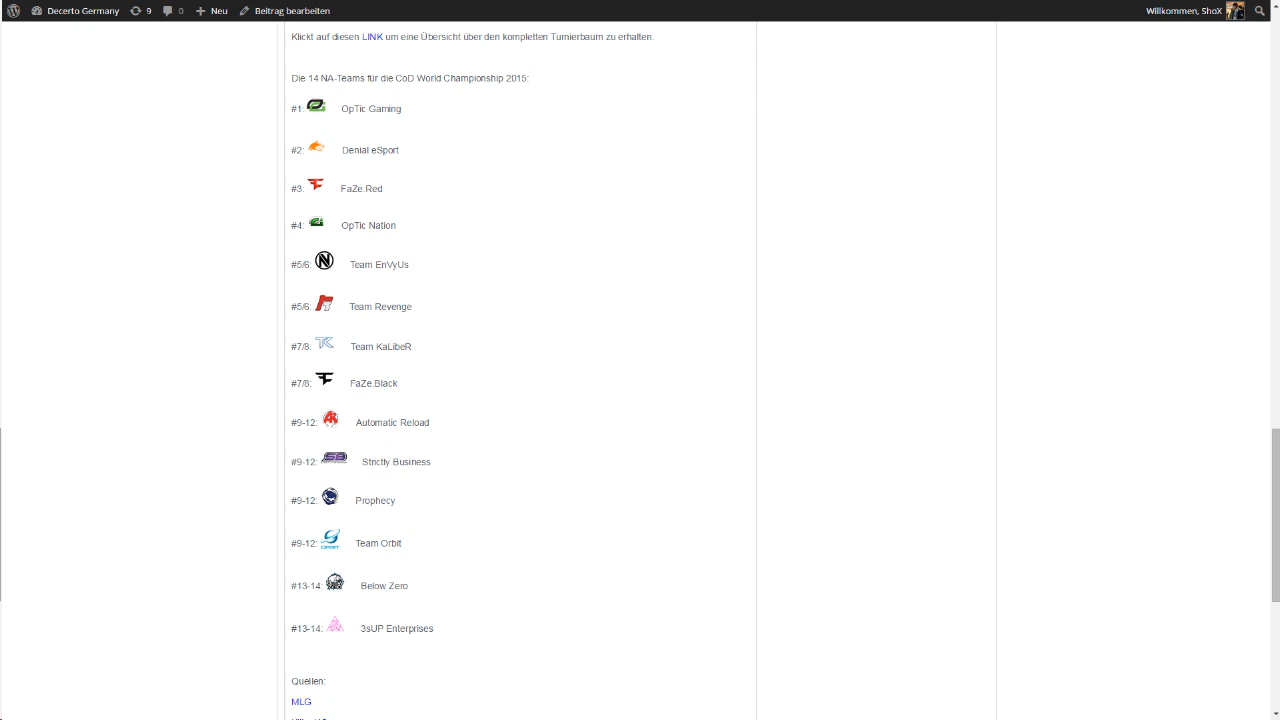 Decerto Germany 9 0 Neu Beitrag bearbeiten Willkommen, ShoX
Klickt auf diesen LINK um eine Übersicht über den kompletten Turnierbaum zu erhalten.
Die 14 NA-Teams für die CoD World Championship 2015:
#1: OpTic Gaming
#2: Denial eSport
#3: FaZe.Red
#4: OpTic Nation
#5/6: Team EnVyUs
#5/6: Team Revenge
#7/8: Team KaLibeR
#7/8: FaZe.Black
#9-12: Automatic Reload
#9-12: Strictly Business
#9-12: Prophecy
#9-12: ORBIT Team Orbit
#13-14: Below Zero
#13-14: 3sUP Enterprises
Quellen:
MLG